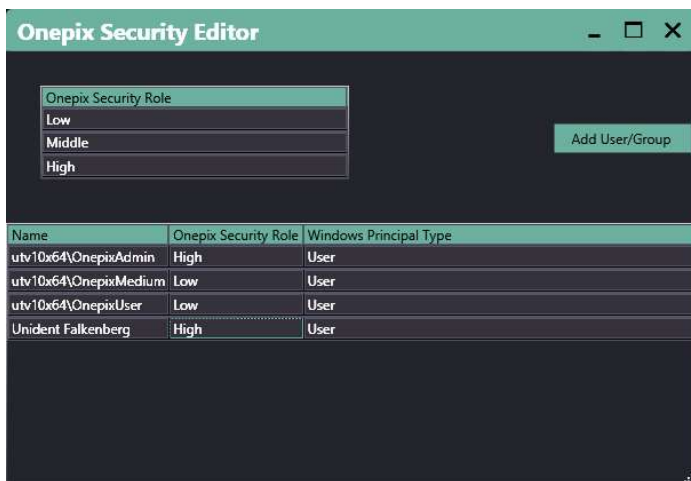 Onepix Security Editor
Onepix Security Role
Low
Middle
High
Add User/Group
Name Onepix Security Role Windows Principal Type
utv10x64\OnepixAdmin High User
utv10x64\OnepixMedium Low User
utv10x64\OnepixUser Low User
Unident Falkenberg High User